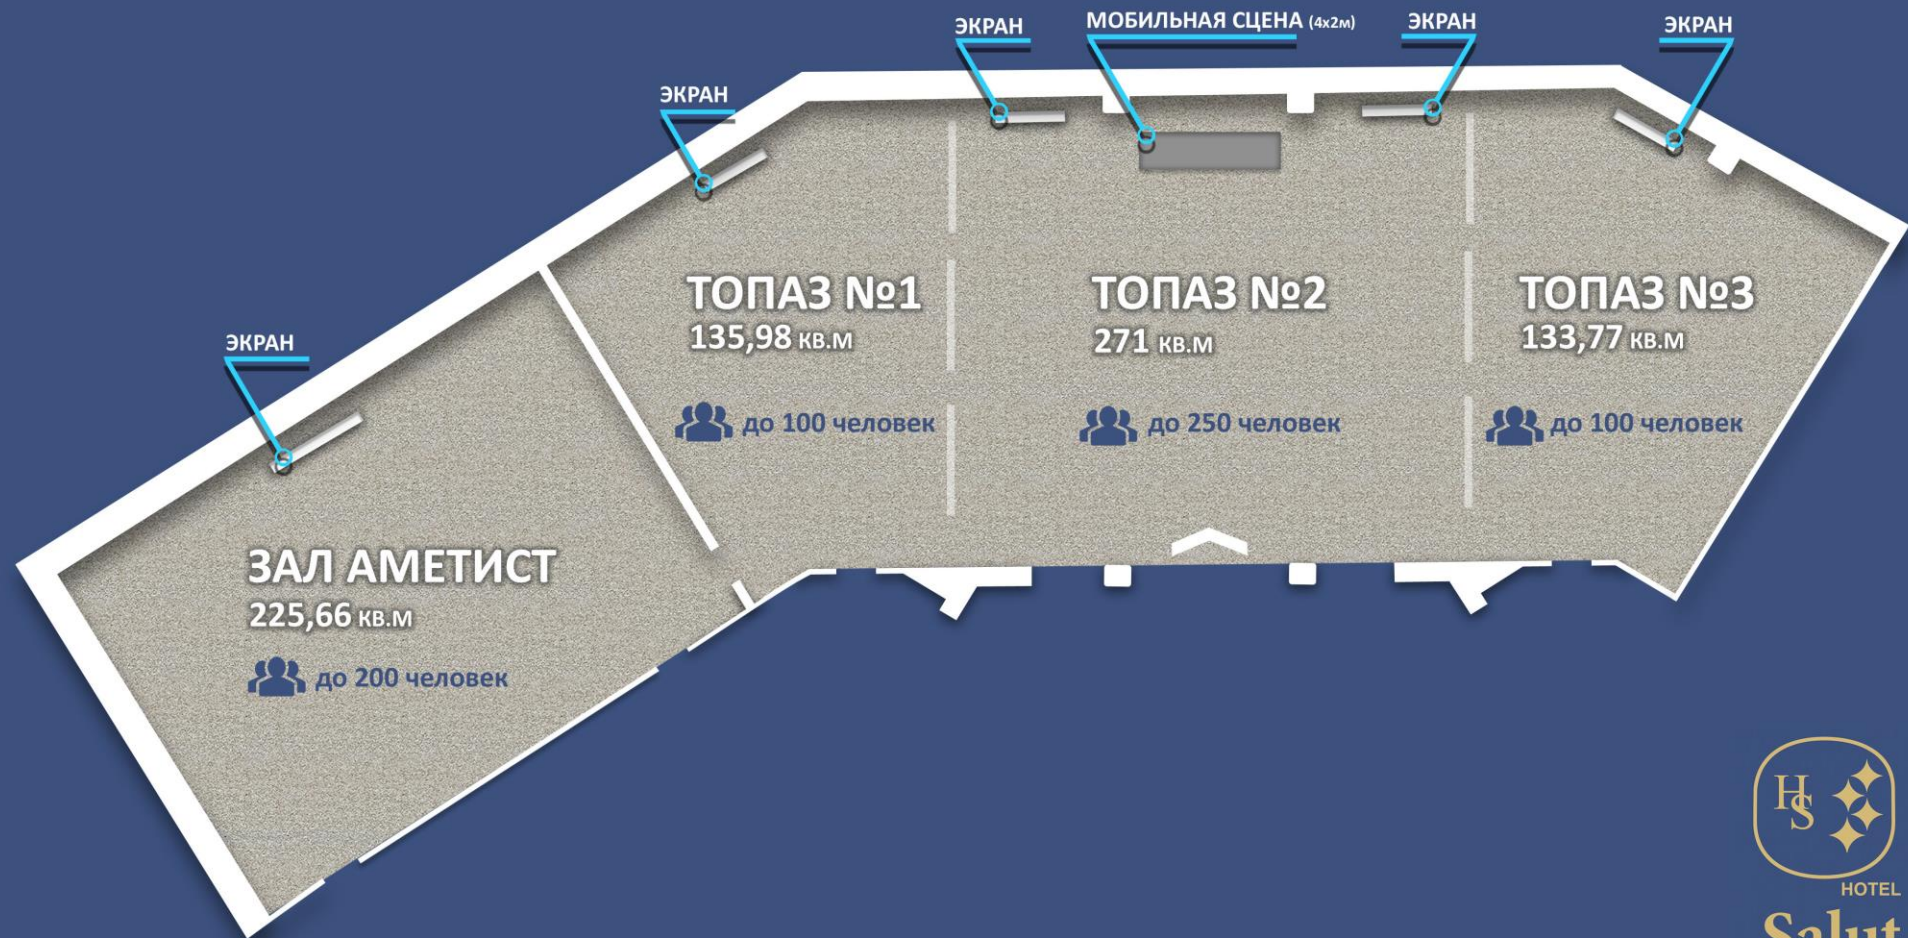 ЭКРАН
МОБИЛЬНАЯ СЦЕНА (4х2м)
ЭКРАН
ЭКРАН
ЭКРАН
ЭКРАН
ТОПАЗ №1
135,98 КВ.М
до 100 человек
ТОПАЗ №2
271 КВ.М
до 250 человек
ТОПАЗ №3
133,77 КВ.М
до 100 человек
ЗАЛ АМЕТИСТ
225,66 КВ.М
до 200 человек
HS
HOTEL
Salut